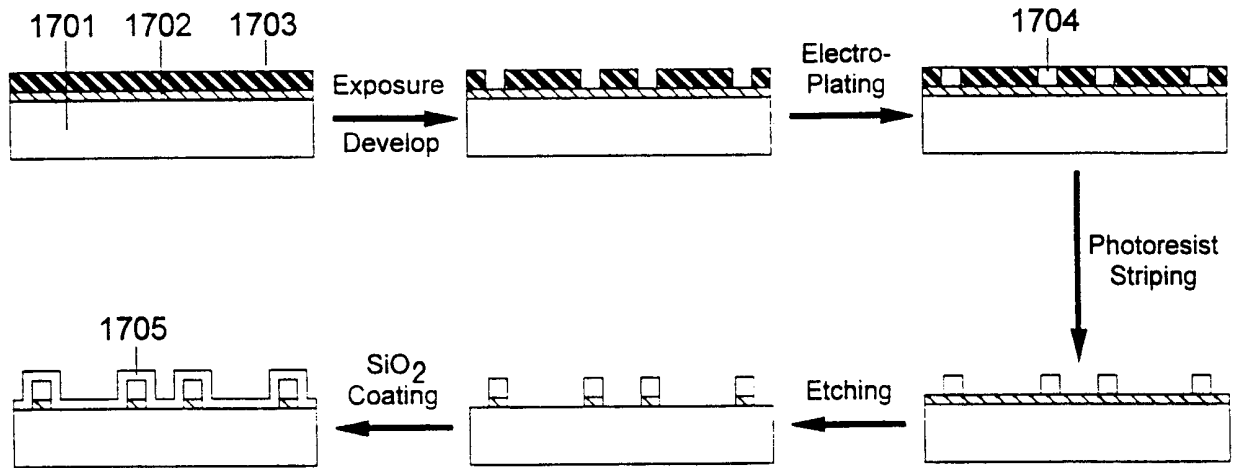 1701 1702 1703
Exposure
Develop
Electro-
Plating
1704
Photoresist
Striping
Etching
SiO2
Coating
1705